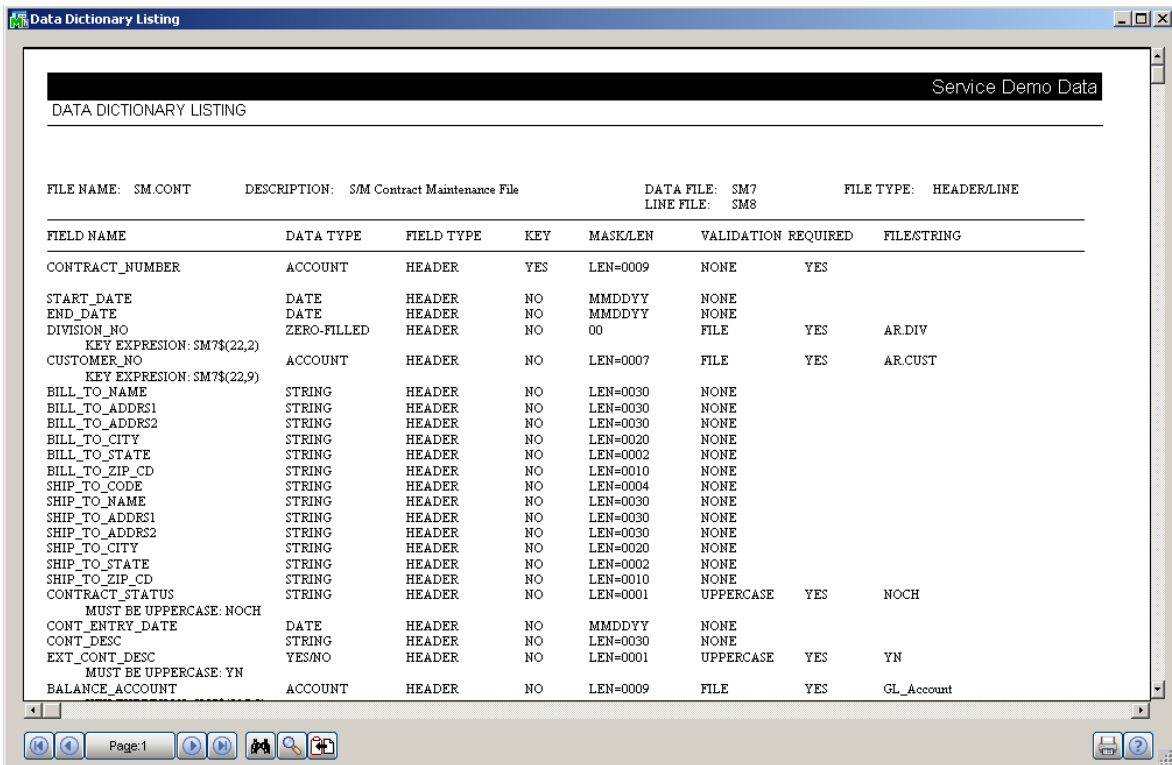 Data Dictionary Listing
Service Demo Data
DATA DICTIONARY LISTING
FILE NAME: SM.CONT DESCRIPTION: S/M Contract Maintenance File DATA FILE: SM7 FILE TYPE: HEADER/LINE
LINE FILE: SM8
FIELD NAME DATA TYPE FIELD TYPE KEY MASK/LEN VALIDATION REQUIRED FILE/STRING
CONTRACT_NUMBER ACCOUNT HEADER YES LEN=0009 NONE YES
START_DATE DATE HEADER NO MMDDYY NONE
END_DATE DATE HEADER NO MMDDYY NONE
DIVISION_NO ZERO-FILLED HEADER NO 00 FILE YES AR.DIV
KEY EXPRESION: SM7$(22,2)
CUSTOMER_NO ACCOUNT HEADER NO LEN=0007 FILE YES AR.CUST
KEY EXPRESION: SM7$(22,9)
BILL_TO_NAME STRING HEADER NO LEN=0030 NONE
BILL_TO_ADDRS1 STRING HEADER NO LEN=0030 NONE
BILL_TO_ADDRS2 STRING HEADER NO LEN=0030 NONE
BILL_TO_CITY STRING HEADER NO LEN=0020 NONE
BILL_TO_STATE STRING HEADER NO LEN=0002 NONE
BILL_TO_ZIP_CD STRING HEADER NO LEN=0010 NONE
SHIP_TO_CODE STRING HEADER NO LEN=0004 NONE
SHIP_TO_NAME STRING HEADER NO LEN=0030 NONE
SHIP_TO_ADDRS1 STRING HEADER NO LEN=0030 NONE
SHIP_TO_ADDRS2 STRING HEADER NO LEN=0030 NONE
SHIP_TO_CITY STRING HEADER NO LEN=0020 NONE
SHIP_TO_STATE STRING HEADER NO LEN=0002 NONE
SHIP_TO_ZIP_CD STRING HEADER NO LEN=0010 NONE
CONTRACT_STATUS STRING HEADER NO LEN=0001 UPPERCASE YES NOCH
MUST BE UPPERCASE: NOCH
CONT_ENTRY_DATE DATE HEADER NO MMDDYY NONE
CONT_DESC STRING HEADER NO LEN=0030 NONE
EXT_CONT_DESC YES/NO HEADER NO LEN=0001 UPPERCASE YES YN
MUST BE UPPERCASE: YN
BALANCE_ACCOUNT ACCOUNT HEADER NO LEN=0009 FILE YES GL_Account
Page:1